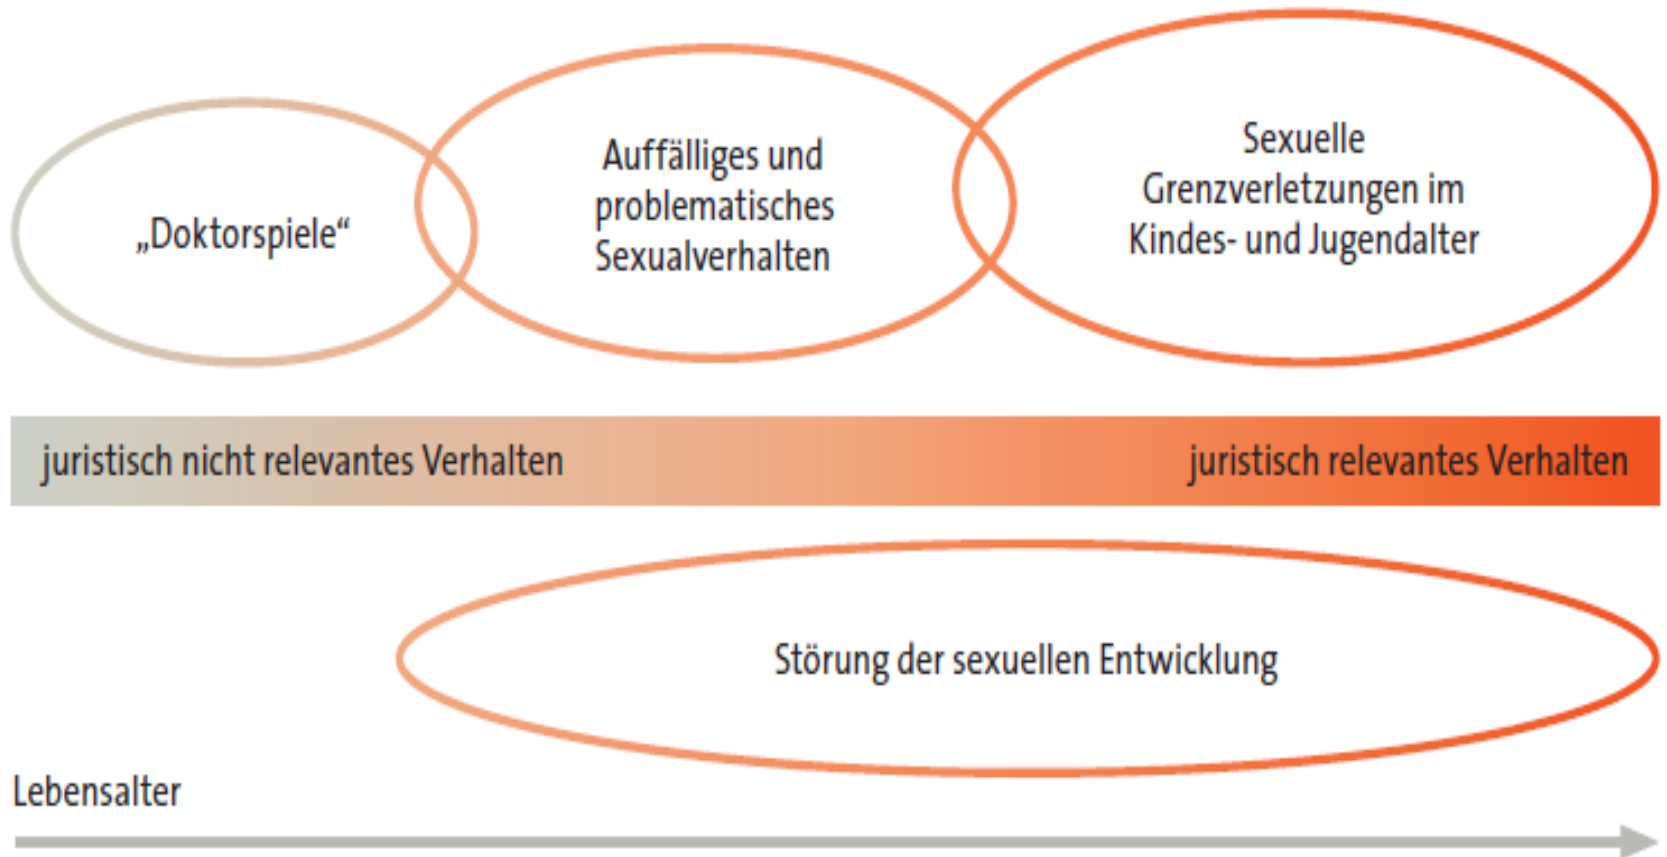 „Doktorspiele“
Auffälliges und
problematisches
Sexualverhalten
Sexuelle
Grenzverletzungen im
Kindes- und Jugendalter
juristisch nicht relevantes Verhalten
juristisch relevantes Verhalten
Störung der sexuellen Entwicklung
Lebensalter